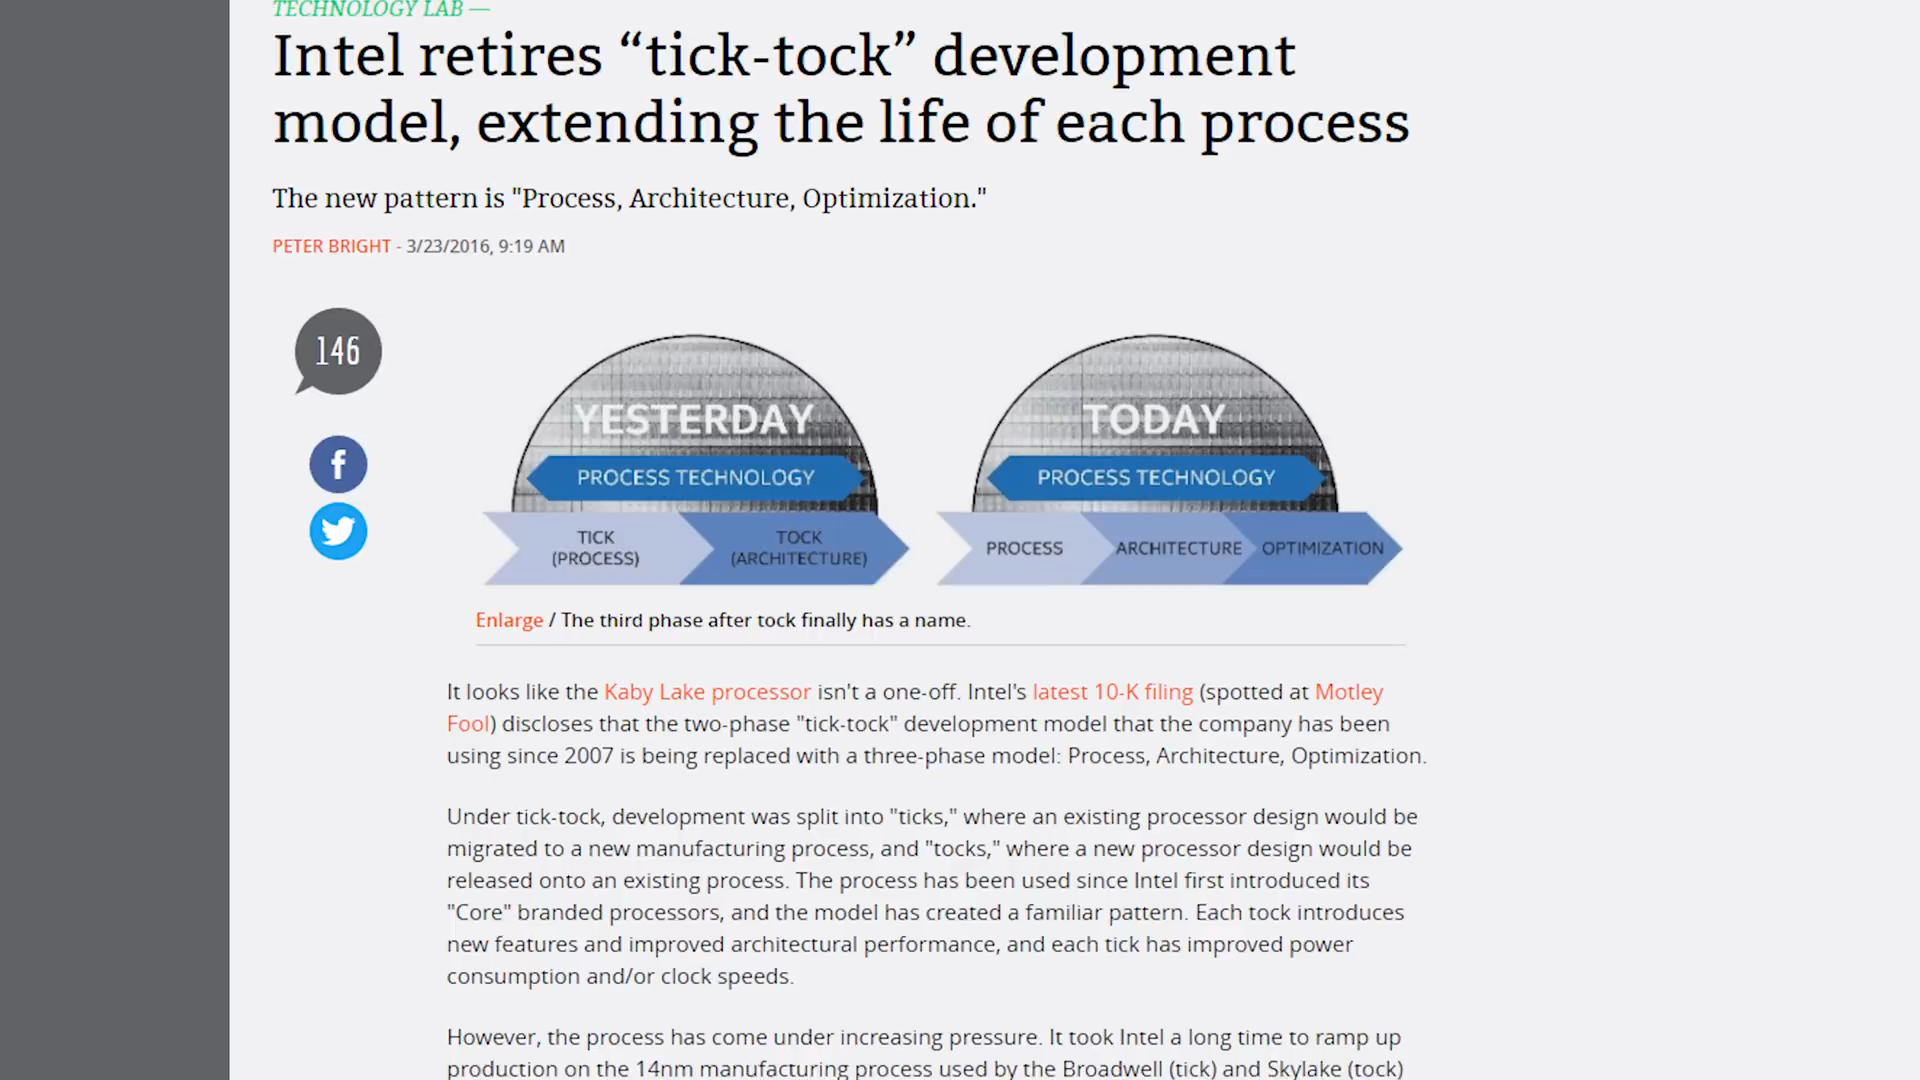 TECHNOLOGY LAB —
Intel retires “tick-tock” development
model, extending the life of each process
The new pattern is "Process, Architecture, Optimization."
PETER BRIGHT - 3/23/2016, 9:19 AM
146
YESTERDAY
PROCESS TECHNOLOGY
TICK
(PROCESS)
TOCK
(ARCHITECTURE)
TODAY
PROCESS TECHNOLOGY
PROCESS
ARCHITECTURE
OPTIMIZATION
Enlarge / The third phase after tock finally has a name.
It looks like the Kaby Lake processor isn't a one-off. Intel's latest 10-K filing (spotted at Motley
Fool) discloses that the two-phase "tick-tock" development model that the company has been
using since 2007 is being replaced with a three-phase model: Process, Architecture, Optimization.
Under tick-tock, development was split into "ticks," where an existing processor design would be
migrated to a new manufacturing process, and "tocks," where a new processor design would be
released onto an existing process. The process has been used since Intel first introduced its
"Core" branded processors, and the model has created a familiar pattern. Each tock introduces
new features and improved architectural performance, and each tick has improved power
consumption and/or clock speeds.
However, the process has come under increasing pressure. It took Intel a long time to ramp up
production on the 14nm manufacturing process used by the Broadwell (tick) and Skylake (tock)